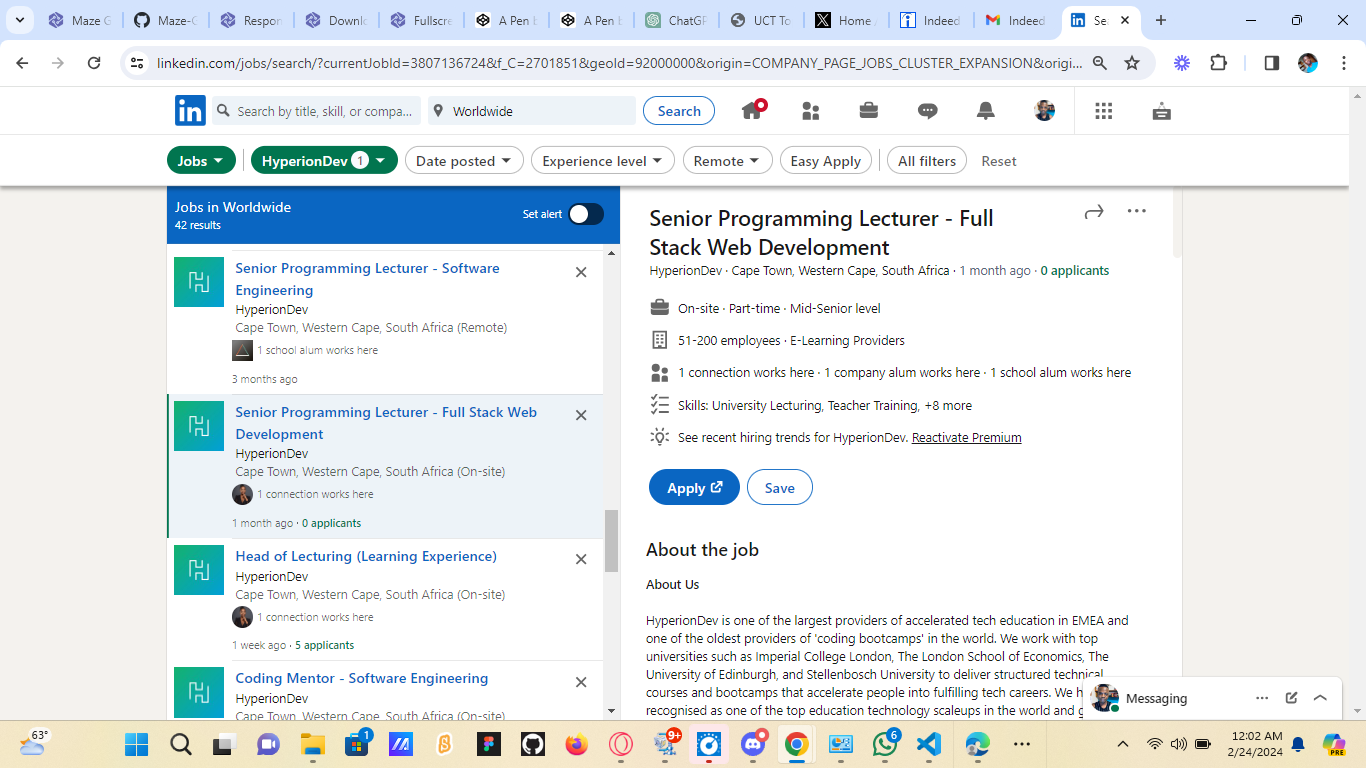 Maze G
Maze-G
Respon
Downlo
Fullscre
A Pen b
A Pen b
ChatGP
UCT To
Home
Indeed
Indeed
Se
linkedin.com/jobs/search/?currentJobId=3807136724&f_C=2701851&geoId=92000000&origin=COMPANY_PAGE_JOBS_CLUSTER_EXPANSION&origi...
in
Search by title, skill, or compa...
Worldwide
Search
Jobs
HyperionDev 1
Date posted
Experience level
Remote
Easy Apply
All filters
Reset
Jobs in Worldwide
42 results
Set alert
Senior Programming Lecturer - Software
Engineering
HyperionDev
Cape Town, Western Cape, South Africa (Remote)
1 school alum works here
3 months ago
Senior Programming Lecturer - Full Stack Web
Development
HyperionDev
Cape Town, Western Cape, South Africa (On-site)
1 connection works here
1 month ago · 0 applicants
Head of Lecturing (Learning Experience)
HyperionDev
Cape Town, Western Cape, South Africa (On-site)
1 connection works here
1 week ago · 5 applicants
Coding Mentor - Software Engineering
HyperionDev
Cape Town, Western Cape, South Africa (On-site)
Senior Programming Lecturer - Full
Stack Web Development
HyperionDev · Cape Town, Western Cape, South Africa · 1 month ago · 0 applicants
On-site · Part-time · Mid-Senior level
51-200 employees · E-Learning Providers
1 connection works here · 1 company alum works here · 1 school alum works here
Skills: University Lecturing, Teacher Training, +8 more
See recent hiring trends for HyperionDev. Reactivate Premium
Apply
Save
About the job
About Us
HyperionDev is one of the largest providers of accelerated tech education in EMEA and
one of the oldest providers of 'coding bootcamps' in the world. We work with top
universities such as Imperial College London, The London School of Economics, The
University of Edinburgh, and Stellenbosch University to deliver structured technical
courses and bootcamps that accelerate people into fulfilling tech careers. We h
recognised as one of the top education technology scaleups in the world and g
Messaging
63°
1
9+
6
12:02 AM
2/24/2024
PRE